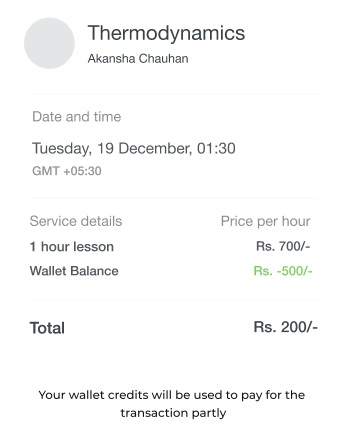 Thermodynamics
Akansha Chauhan
Date and time
Tuesday, 19 December, 01:30
GMT +05:30
Service details Price per hour
1 hour lesson Rs. 700/-
Wallet Balance Rs. -500/-
Total Rs. 200/-
Your wallet credits will be used to pay for the
transaction partly